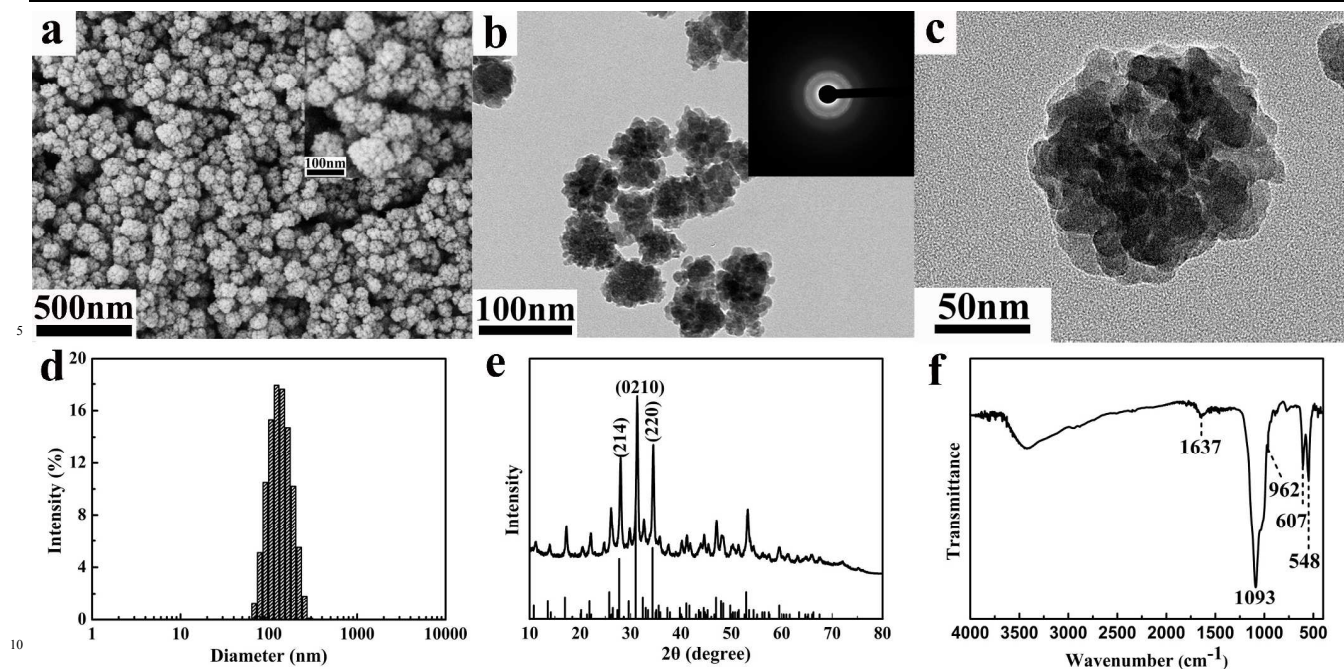 a
100nm
500nm
b
100nm
c
50nm
5
d
Intensity (%)
20
16
12
8
4
0
1
10
100
1000
10000
Diameter (nm)
e
Intensity
(214)
(0210)
(220)
10
20
30
40
50
60
70
80
2θ (degree)
f
Transmittance
1637
1093
962
607
548
4000
3500
3000
2500
2000
1500
1000
500
Wavenumber (cm⁻¹)
10